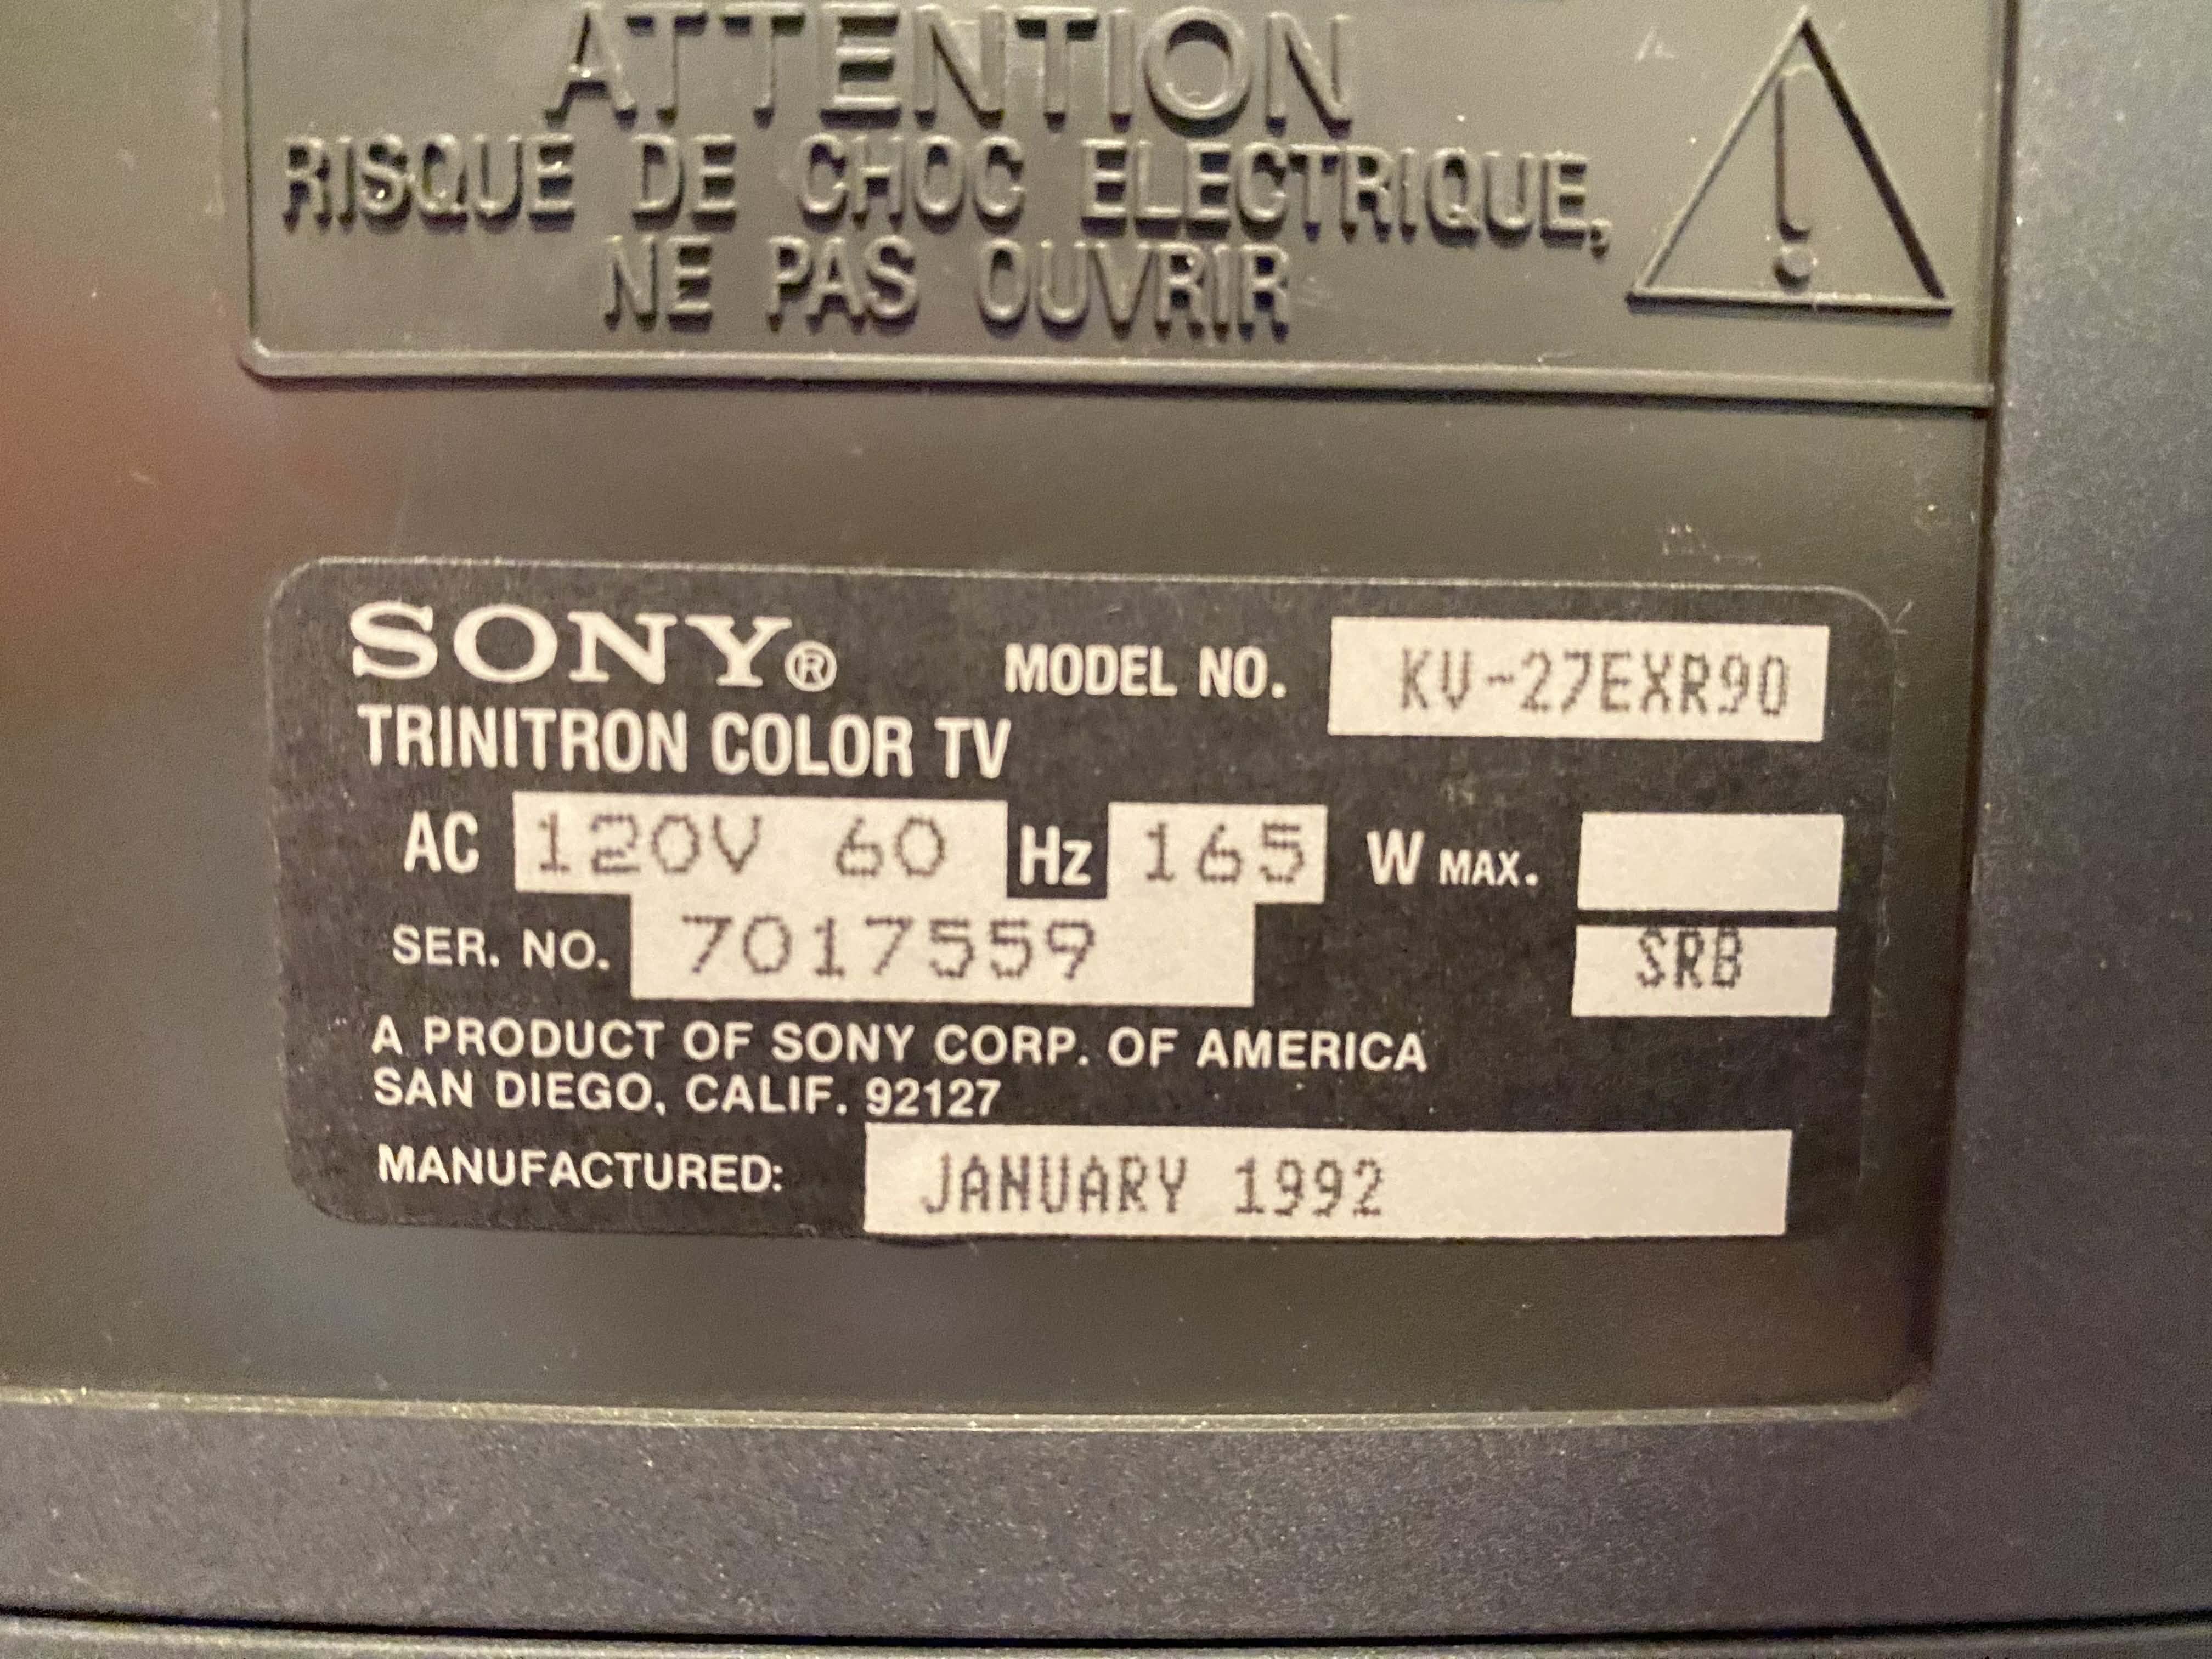 ATTENTION
RISQUE DE CHOC ELECTRIQUE,
NE PAS OUVRIR
!
SONY® MODEL NO. KV-27EXR90
TRINITRON COLOR TV
AC 120V 60 Hz 165 W MAX.
SER. NO. 7017559 SRB
A PRODUCT OF SONY CORP. OF AMERICA
SAN DIEGO, CALIF. 92127
MANUFACTURED: JANUARY 1992